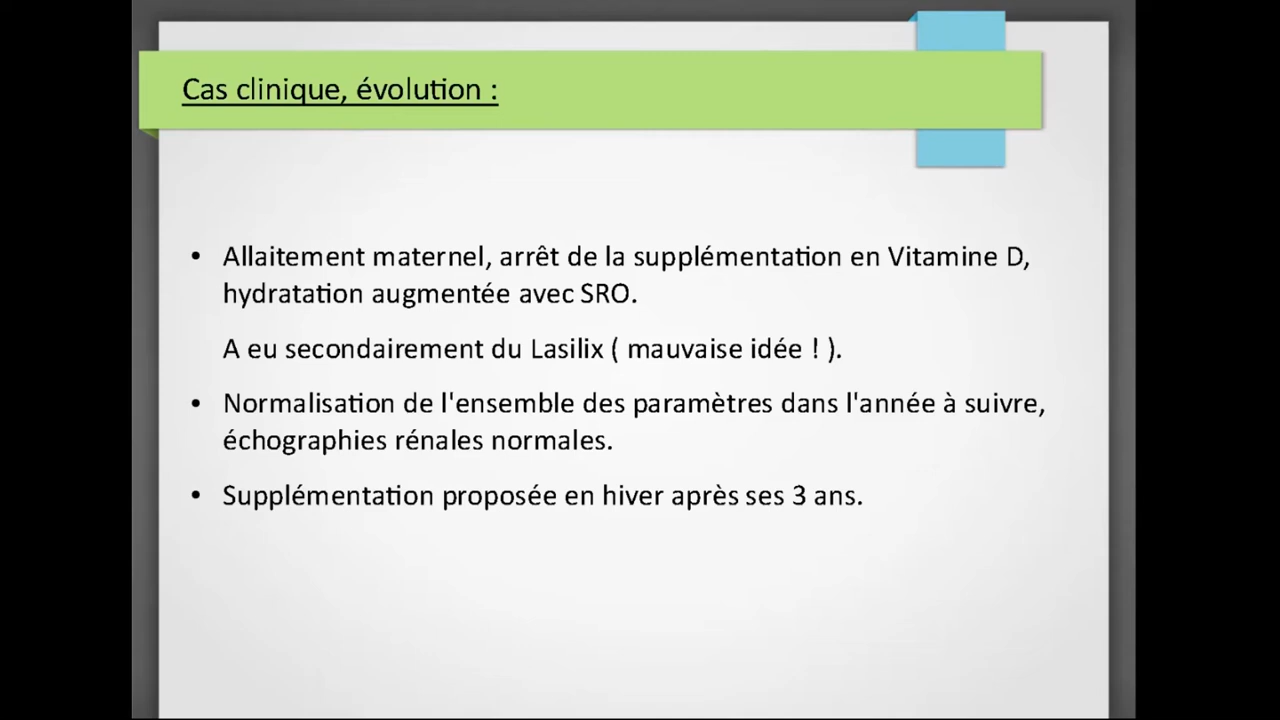 Cas clinique, évolution :
• Allaitement maternel, arrêt de la supplémentation en Vitamine D,
hydratation augmentée avec SRO.
A eu secondairement du Lasilix ( mauvaise idée ! ).
• Normalisation de l'ensemble des paramètres dans l'année à suivre,
échographies rénales normales.
• Supplémentation proposée en hiver après ses 3 ans.